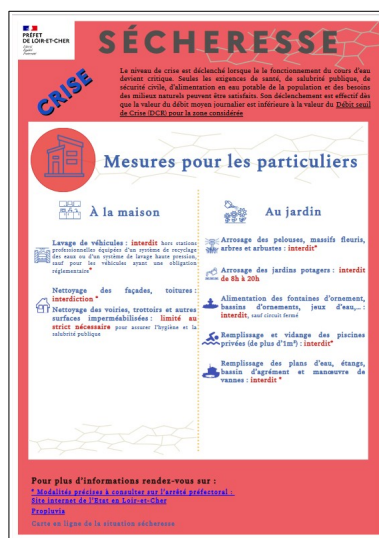 PRÉFET
DE LOIR-ET-CHER
Liberté
Égalité
Fraternité
SÉCHERESSE
CRISE
Le niveau de crise est déclenché lorsque le le fonctionnement du cours d'eau
devient critique. Seules les exigences de santé, de salubrité publique, de
sécurité civile, d'alimentation en eau potable de la population et des besoins
des milieux naturels peuvent être satisfaits. Son déclenchement est effectif dès
que la valeur du débit moyen journalier est inférieure à la valeur du Débit seuil
de Crise (DCR) pour la zone considérée
Mesures pour les particuliers
À la maison
Lavage de véhicules : interdit hors stations
professionnelles équipées d'un système de recyclage
des eaux ou d'un système de lavage haute pression,
sauf pour les véhicules ayant une obligation
réglementaire*
Nettoyage des façades, toitures :
interdiction *
Nettoyage des voiries, trottoirs et autres
surfaces imperméabilisées : limité au
strict nécessaire pour assurer l'hygiène et la
salubrité publique
Au jardin
Arrosage des pelouses, massifs fleuris,
arbres et arbustes : interdit*
Arrosage des jardins potagers : interdit
de 8h à 20h
Alimentation des fontaines d'ornement,
bassins d'ornements, jeux d'eau,... :
interdit, sauf circuit fermé
Remplissage et vidange des piscines
privées (de plus d'1m³) : interdit*
Remplissage des plans d'eau, étangs,
bassin d'agrément et manœuvre de
vannes : interdit *
Pour plus d'informations rendez-vous sur :
* Modalités précises à consulter sur l'arrêté préfectoral :
Site internet de l'Etat en Loir-et-Cher
Propluvia
Carte en ligne de la situation sécheresse